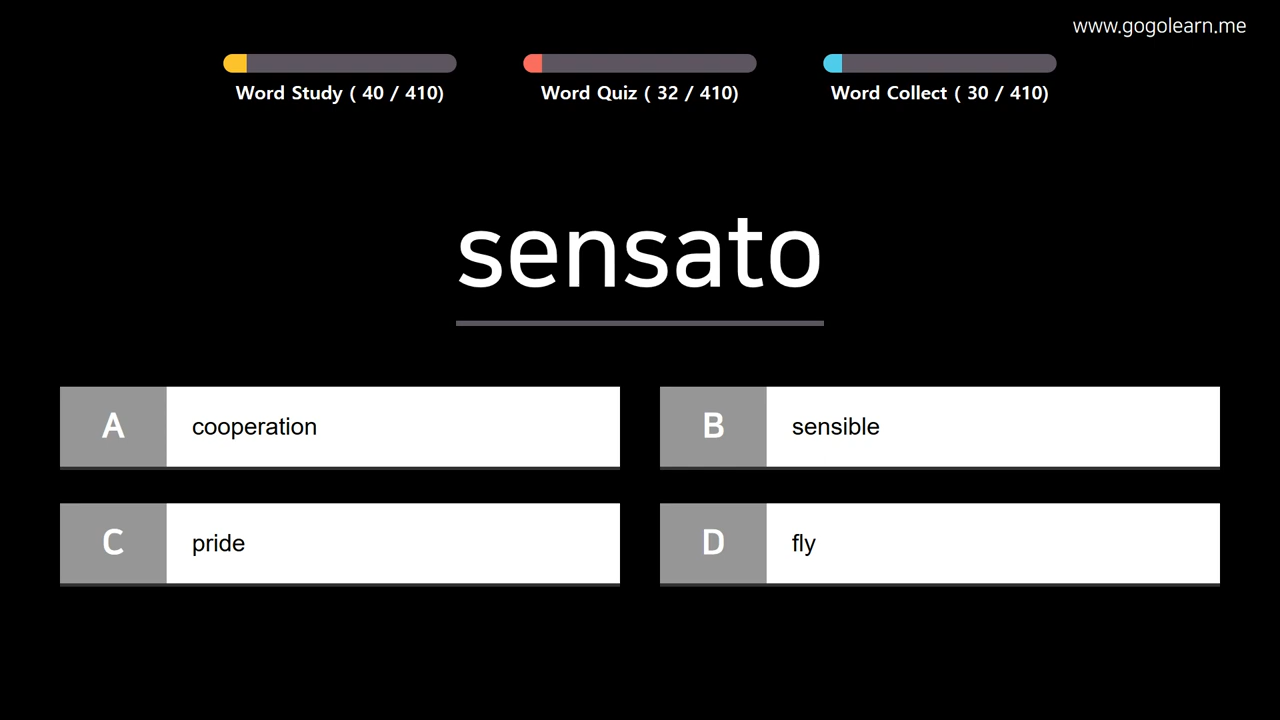 www.gogolearn.me
Word Study ( 40 / 410)
Word Quiz ( 32 / 410)
Word Collect ( 30 / 410)
sensato
A cooperation
B sensible
C pride
D fly